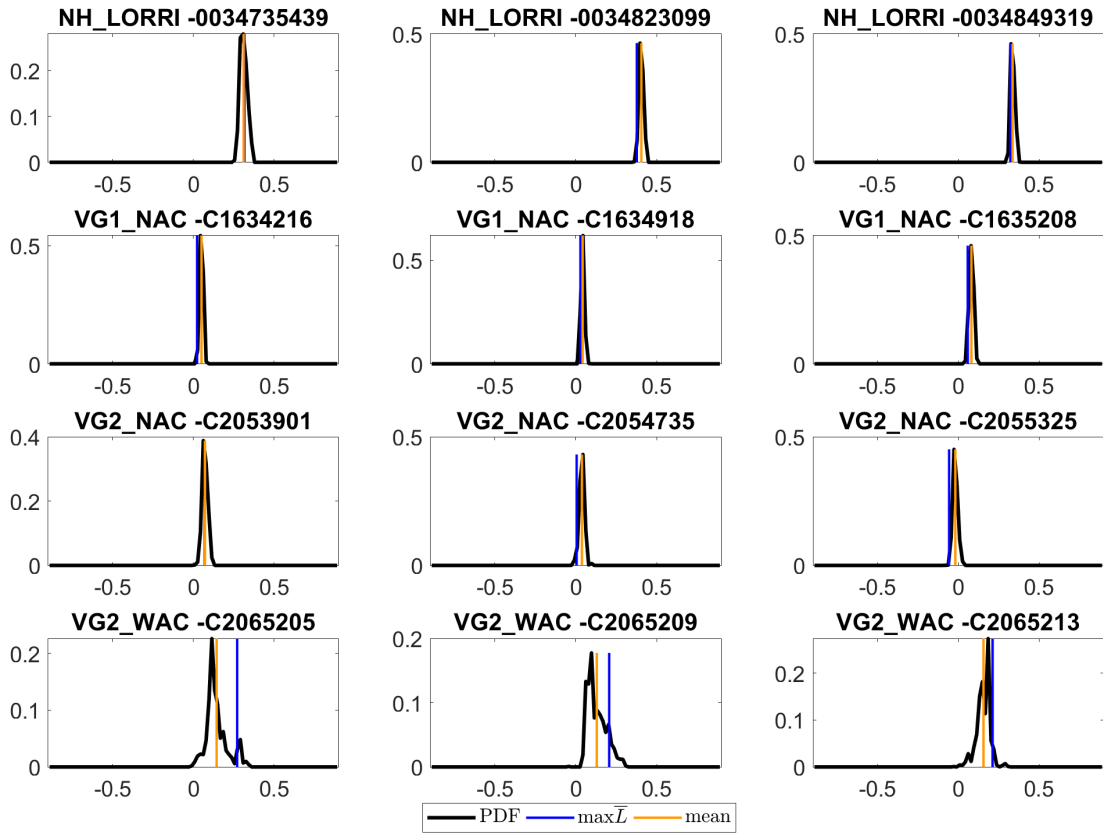 NH_LORRI -0034735439 NH_LORRI -0034823099 NH_LORRI -0034849319
0.2 0.1 0 -0.5 0 0.5
0.5 0 -0.5 0 0.5
0.5 0 -0.5 0 0.5
VG1_NAC -C1634216 VG1_NAC -C1634918 VG1_NAC -C1635208
0.5 0 -0.5 0 0.5
0.5 0 -0.5 0 0.5
0.5 0 -0.5 0 0.5
VG2_NAC -C2053901 VG2_NAC -C2054735 VG2_NAC -C2055325
0.4 0.2 0 -0.5 0 0.5
0.5 0 -0.5 0 0.5
0.5 0 -0.5 0 0.5
VG2_WAC -C2065205 VG2_WAC -C2065209 VG2_WAC -C2065213
0.2 0.1 0 -0.5 0 0.5
0.2 0.1 0 -0.5 0 0.5
0.2 0.1 0 -0.5 0 0.5
PDF maxL̅ mean